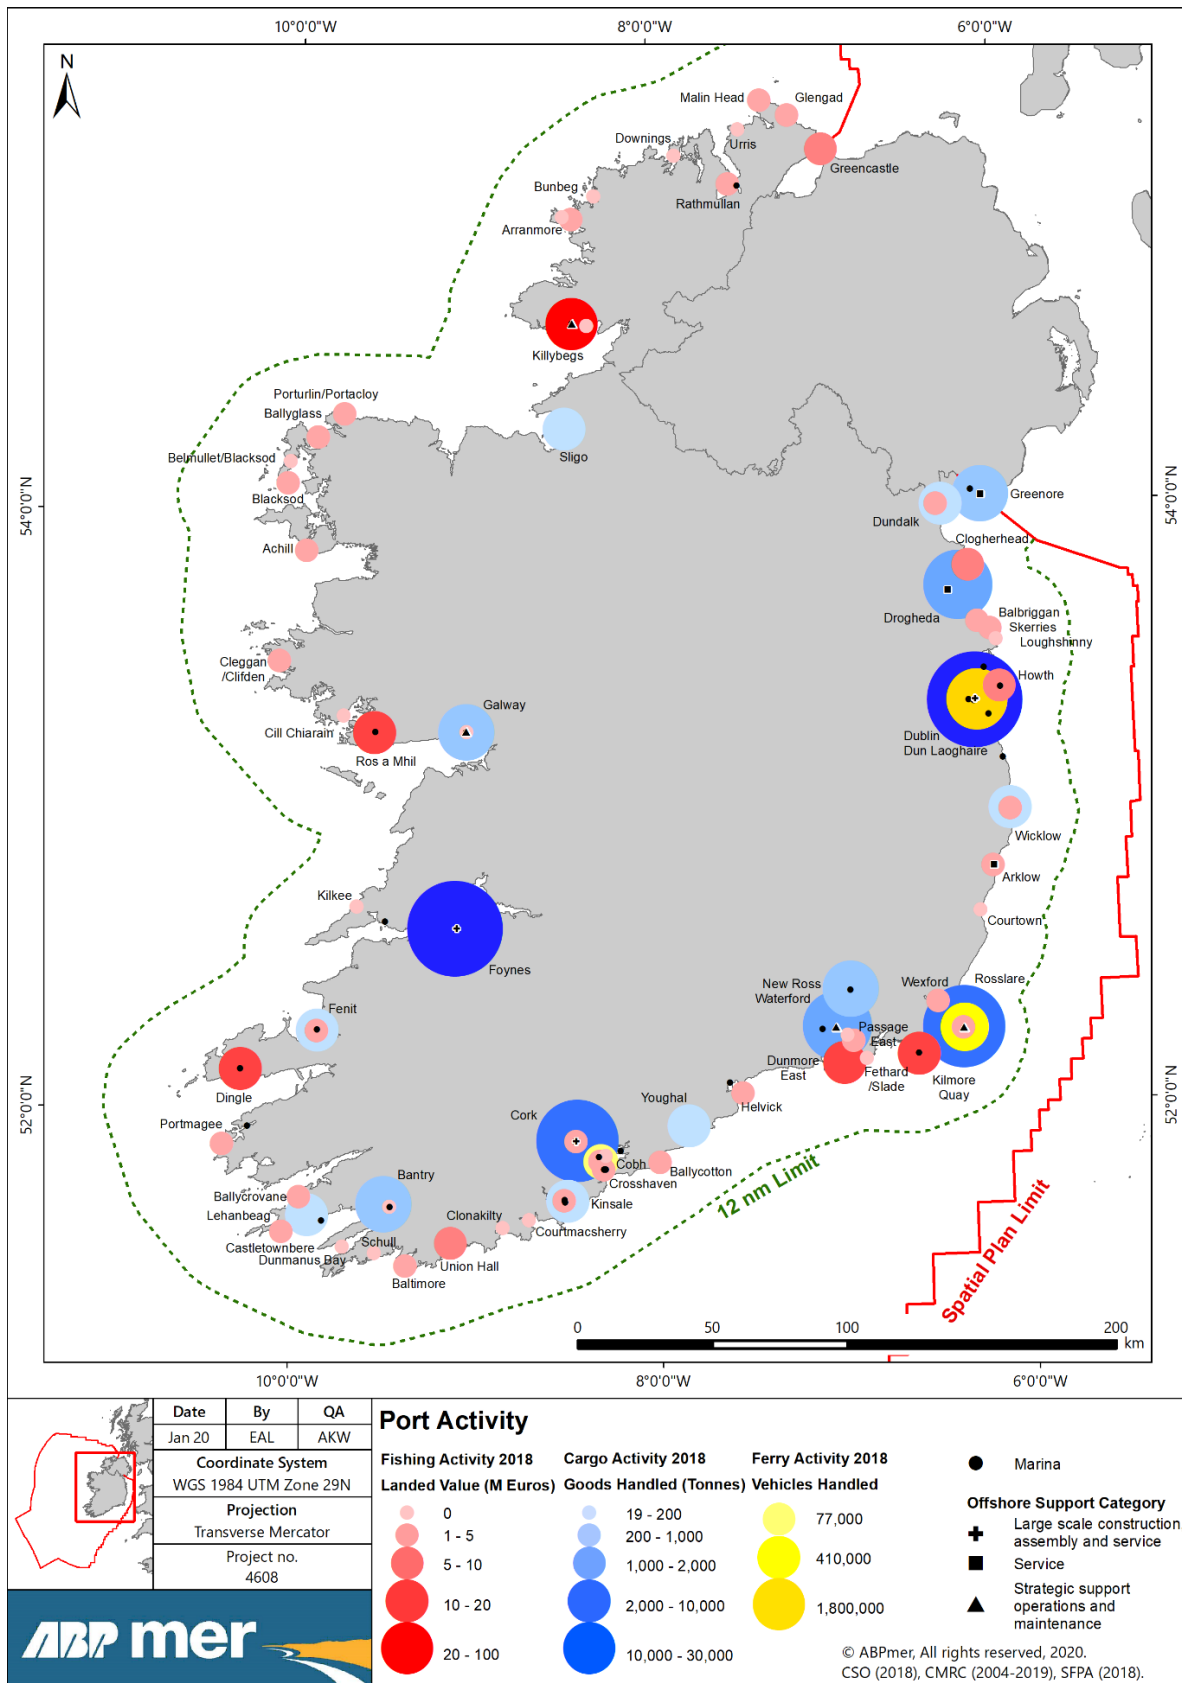 10°0'0"W
8°0'0"W
6°0'0"W
N
Malin Head
Glengad
Downings
Urris
Greencastle
Bunbeg
Rathmullan
Arranmore
Killybegs
Porturlin/Portacloy
Ballyglass
Sligo
Belmullet/Blacksod
Blacksod
54°0'0"N
54°0'0"N
Greenore
Dundalk
Achill
Clogherhead
Drogheda
Balbriggan
Skerries
Loughshinny
Cleggan
/Clifden
Howth
Galway
Cill Chiarain
Ros a Mhil
Dublin
Dun Laoghaire
Wicklow
Arklow
Kilkee
Courtown
Foynes
New Ross
Waterford
Wexford
Rosslare
Fenit
Passage
East
Dunmore
East
Fethard
/Slade
Kilmore
Quay
Dingle
52°0'0"N
52°0'0"N
Portmagee
Cork
Youghal
Helvick
Cobh
Crosshaven
Ballycotton
12 nm Limit
Ballycrovane
Bantry
Lehanbeag
Clonakilty
Kinsale
Courtmacsherry
Castletownbere
Dunmanus Bay
Schull
Union Hall
Baltimore
Spatial Plan Limit
0
50
100
200
km
10°0'0"W
8°0'0"W
6°0'0"W
Date
By
QA
Jan 20
EAL
AKW
Coordinate System
WGS 1984 UTM Zone 29N
Projection
Transverse Mercator
Project no.
4608
ABPmer
Port Activity
Fishing Activity 2018
Landed Value (M Euros)
0
1 - 5
5 - 10
10 - 20
20 - 100
Cargo Activity 2018
Goods Handled (Tonnes)
19 - 200
200 - 1,000
1,000 - 2,000
2,000 - 10,000
10,000 - 30,000
Ferry Activity 2018
Vehicles Handled
77,000
410,000
1,800,000
Marina
Offshore Support Category
Large scale construction,
assembly and service
Service
Strategic support
operations and
maintenance
© ABPmer, All rights reserved, 2020.
CSO (2018), CMRC (2004-2019), SFPA (2018).